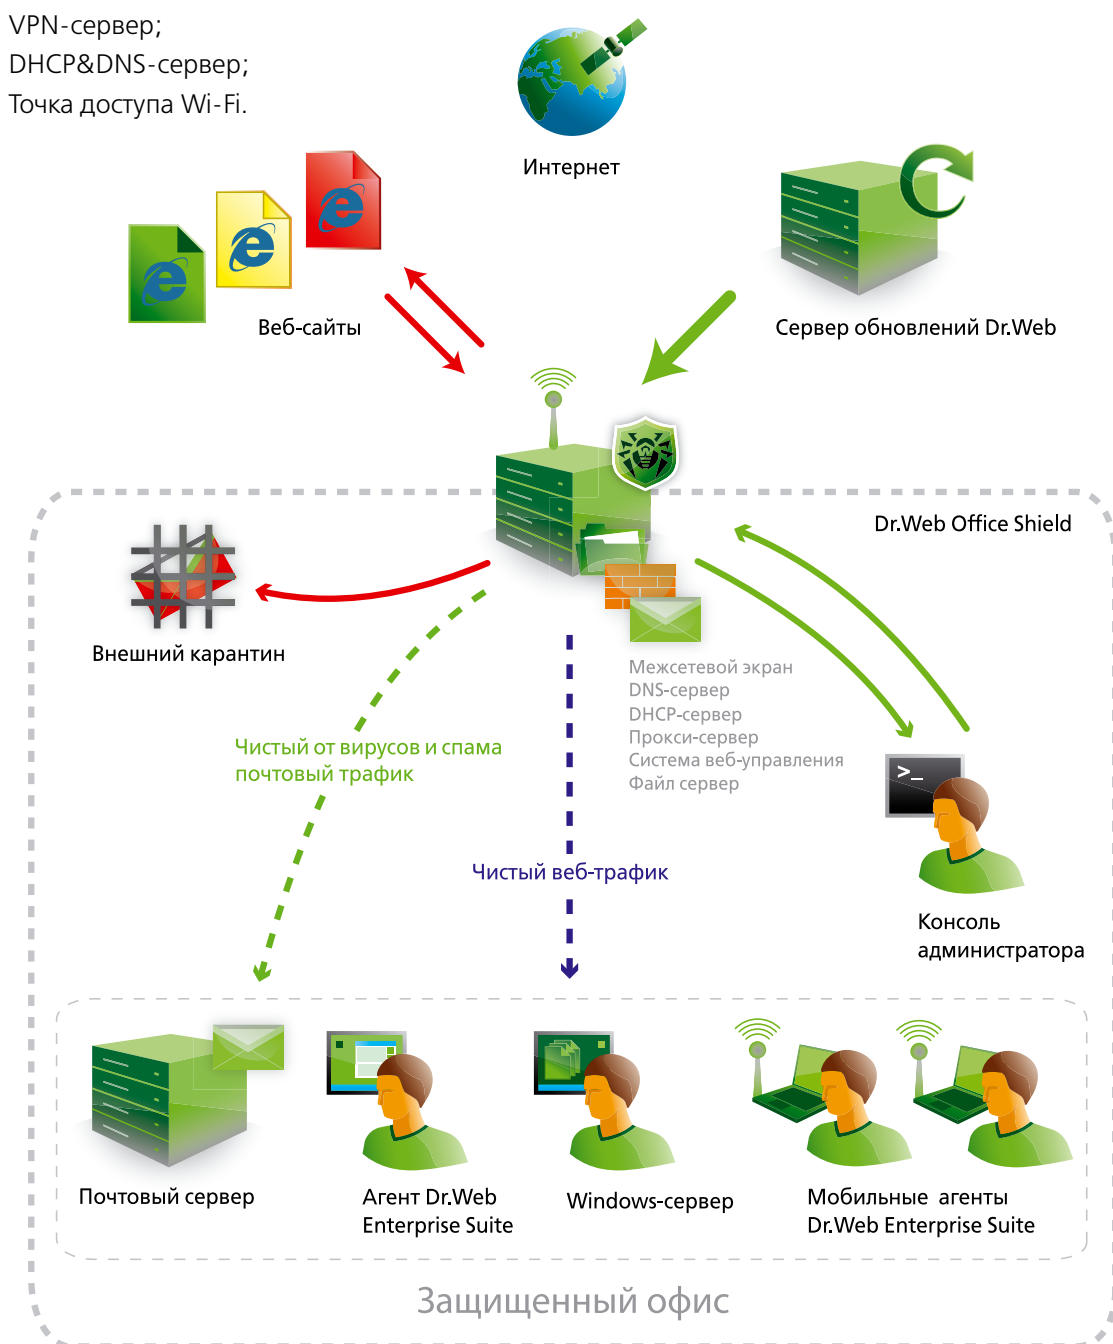 VPN-сервер;
DHCP&DNS-сервер;
Точка доступа Wi-Fi.
Интернет
Веб-сайты
Сервер обновлений Dr.Web
Dr.Web Office Shield
Внешний карантин
Межсетевой экран
DNS-сервер
DHCP-сервер
Прокси-сервер
Система веб-управления
Файл сервер
Чистый от вирусов и спама
почтовый трафик
>_
Чистый веб-трафик
Консоль
администратора
Почтовый сервер
Агент Dr.Web
Enterprise Suite
Windows-сервер
Мобильные агенты
Dr.Web Enterprise Suite
Защищенный офис